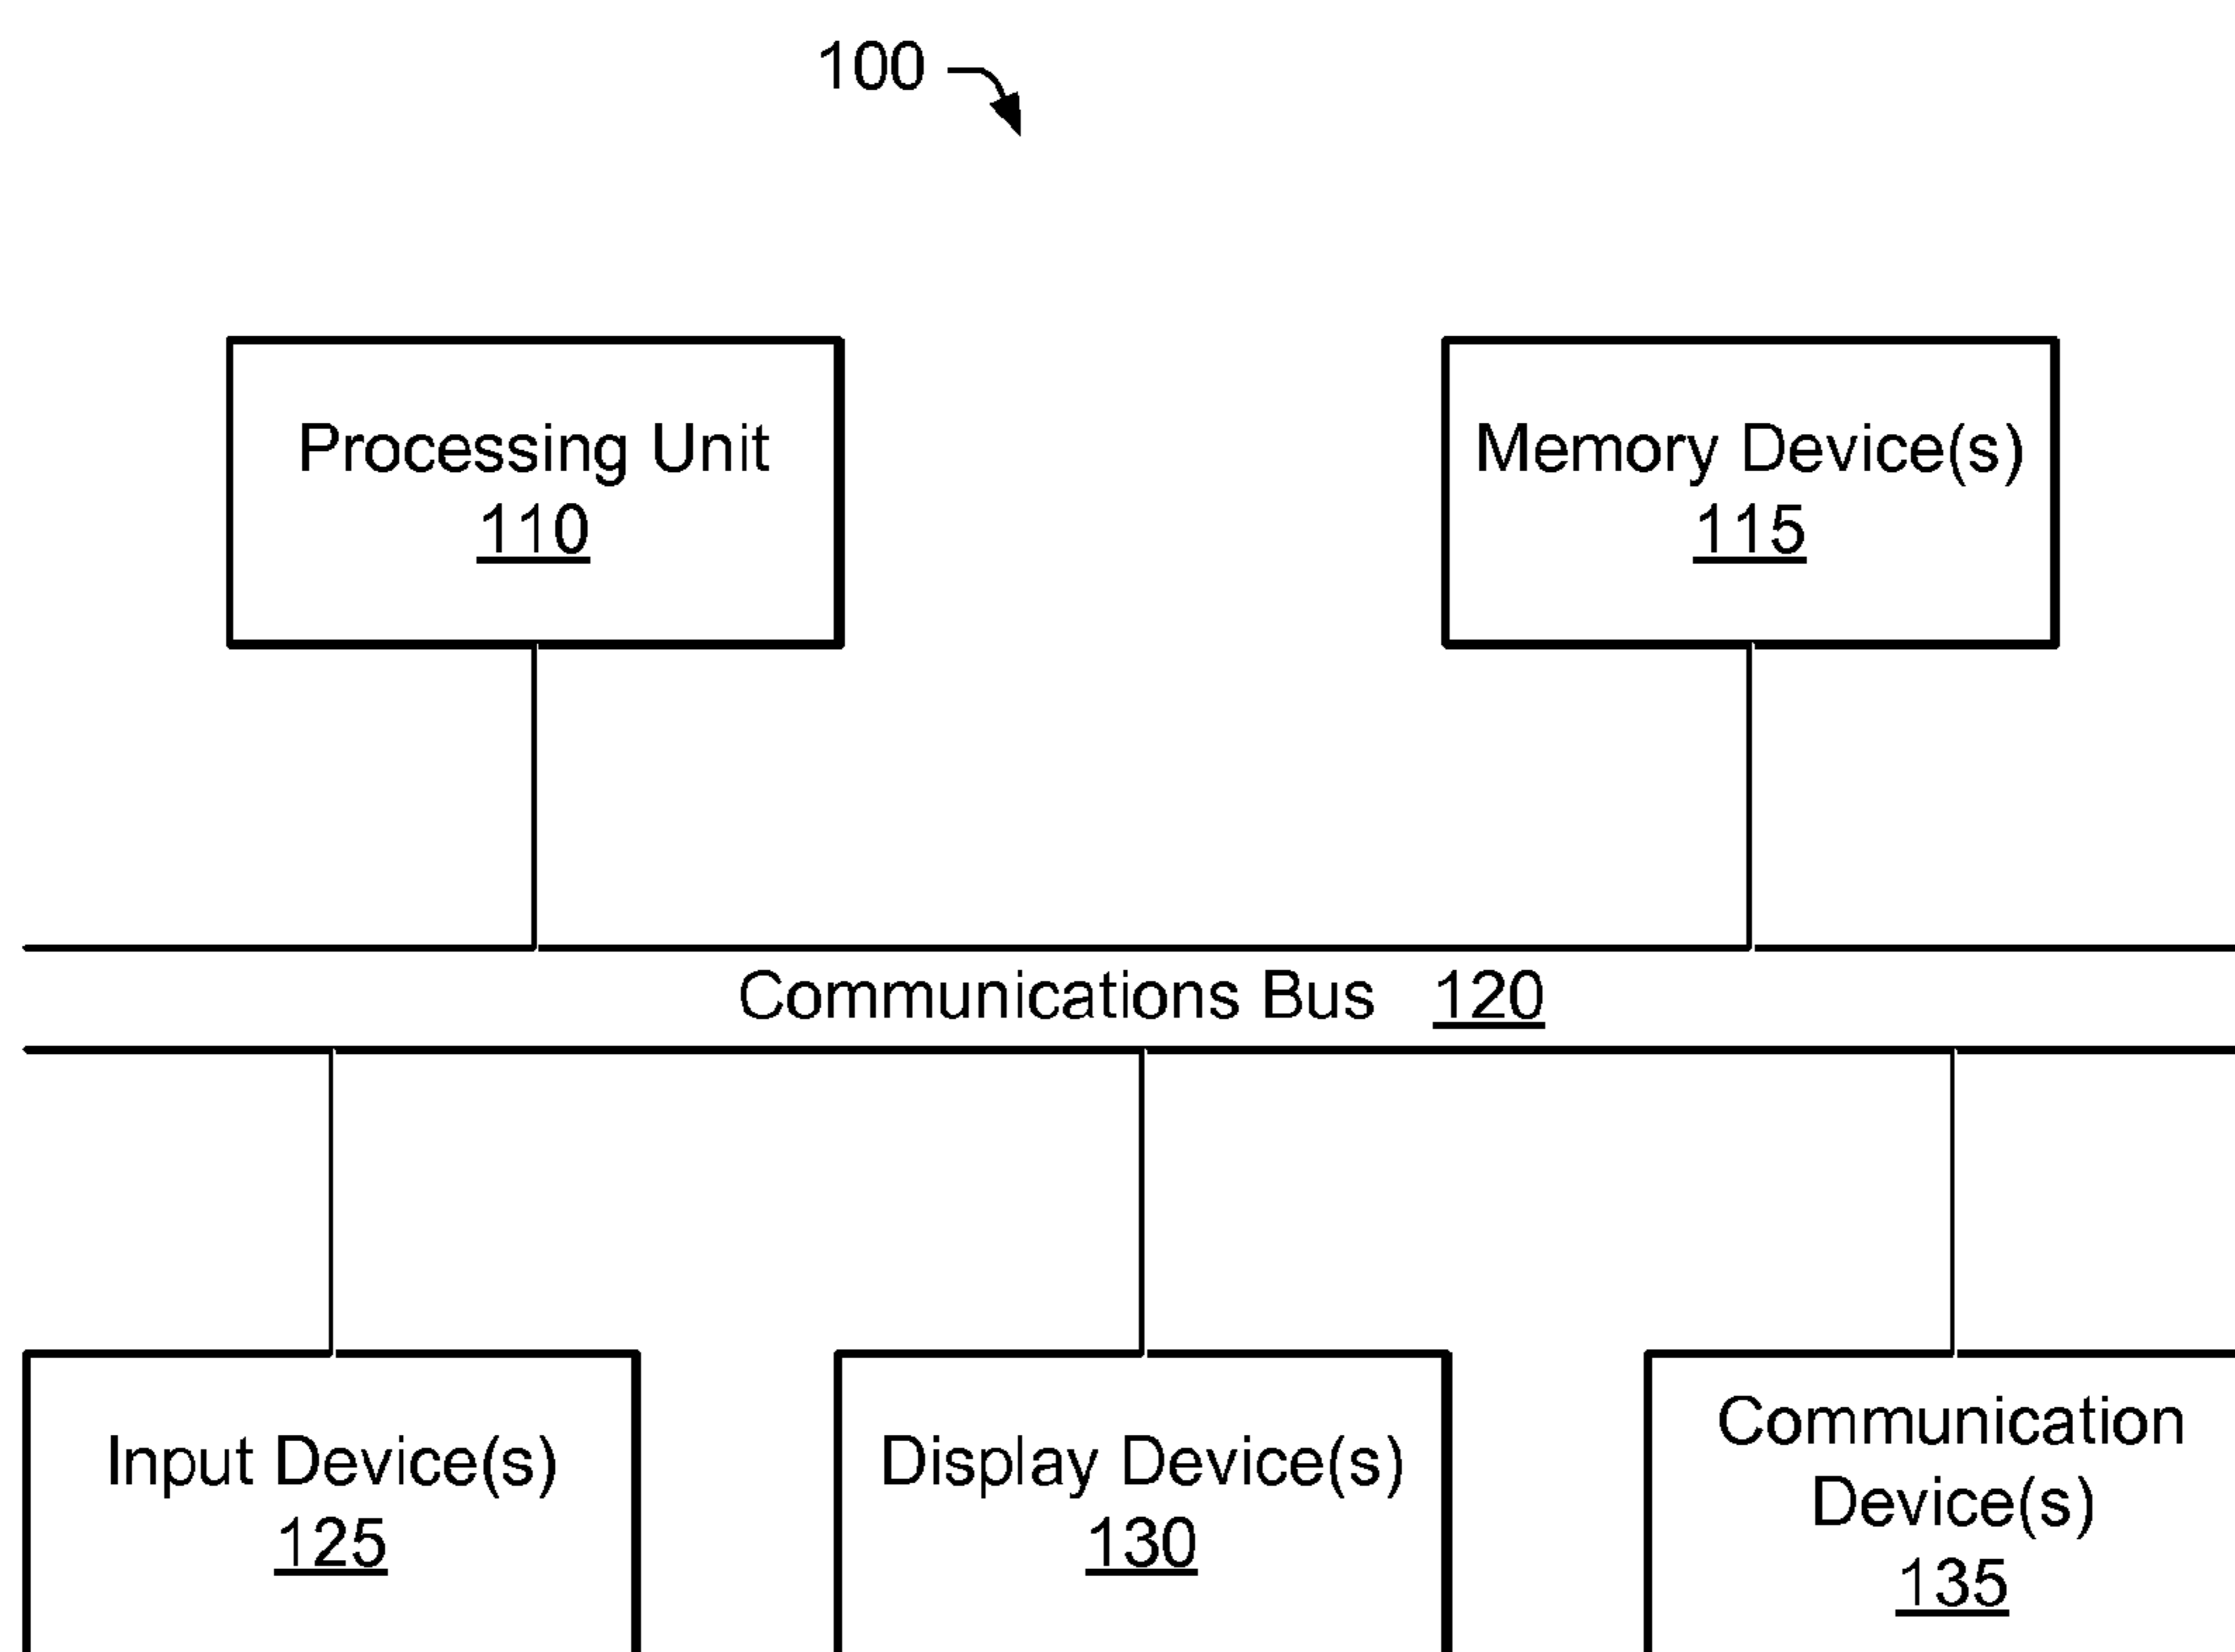 100
Processing Unit
110
Memory Device(s)
115
Communications Bus 120
Input Device(s)
125
Display Device(s)
130
Communication
Device(s)
135